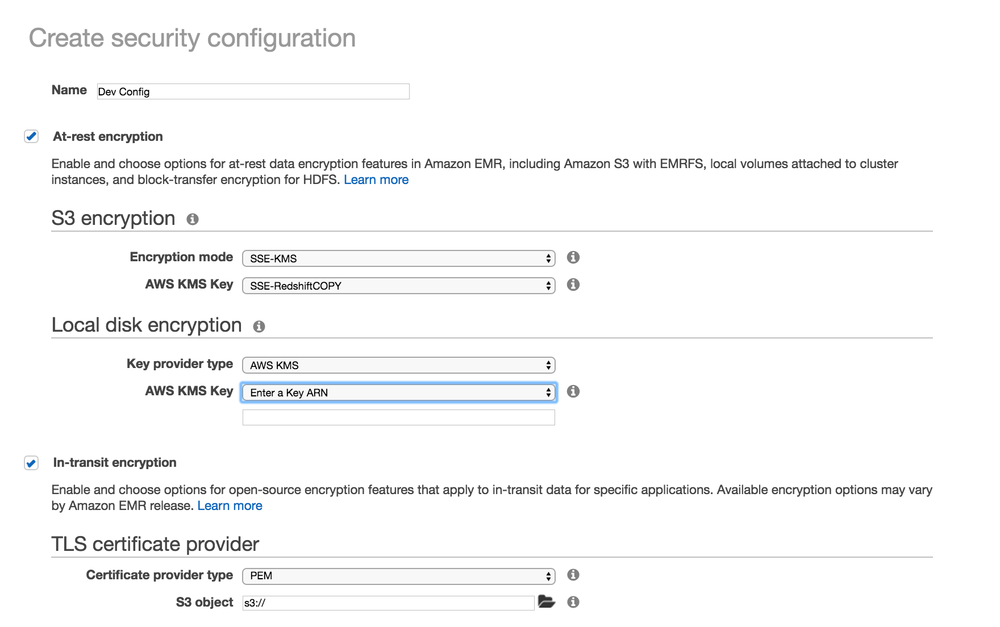 Create security configuration
Name Dev Config
At-rest encryption
Enable and choose options for at-rest data encryption features in Amazon EMR, including Amazon S3 with EMRFS, local volumes attached to cluster
instances, and block-transfer encryption for HDFS. Learn more
S3 encryption
Encryption mode SSE-KMS
AWS KMS Key SSE-RedshiftCOPY
Local disk encryption
Key provider type AWS KMS
AWS KMS Key Enter a Key ARN
In-transit encryption
Enable and choose options for open-source encryption features that apply to in-transit data for specific applications. Available encryption options may vary
by Amazon EMR release. Learn more
TLS certificate provider
Certificate provider type PEM
S3 object s3://